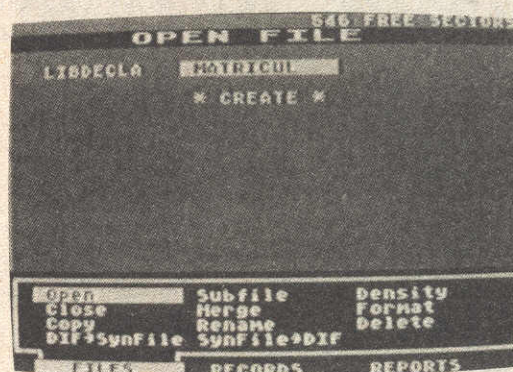 546 FREE SECTORS
OPEN FILE
LIBDECLA MATRICUL
* CREATE *
Open Subfile Density
Close Merge Format
Copy Rename Delete
DIF→SynFile SynFile→DIF
FILES RECORDS REPORTS